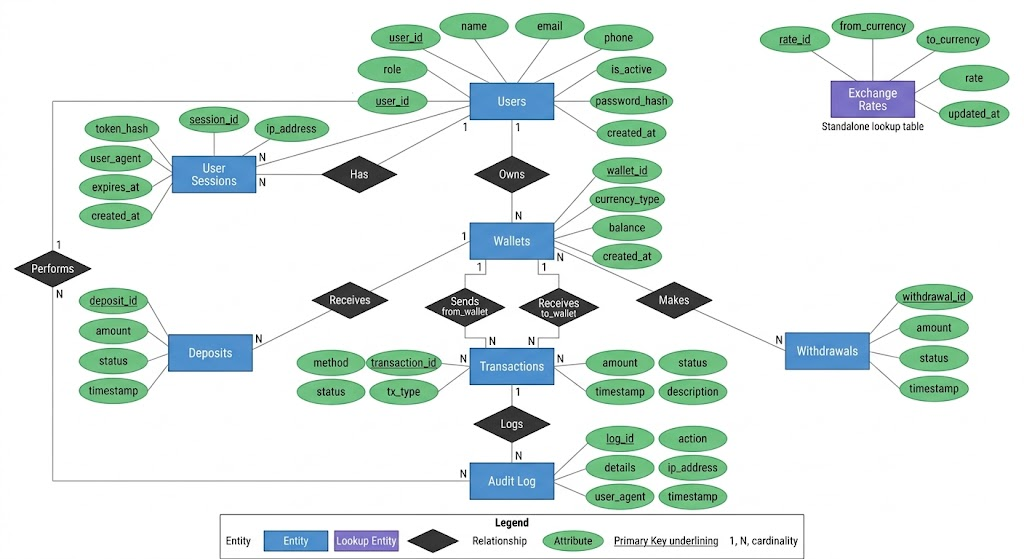 name
email
user_id
phone
role
is_active
user_id
Users
password_hash
created_at
from_currency
rate_id
to_currency
Exchange
Rates
rate
updated_at
Standalone lookup table
session_id
token_hash
ip_address
user_agent
User
Sessions
expires_at
created_at
N
N
1
Has
1
Owns
N
wallet_id
currency_type
balance
created_at
Wallets
1
N
1
1
1
Performs
N
Receives
Sends
from_wallet
Receives
to_wallet
Makes
deposit_id
amount
status
timestamp
Deposits
N
withdrawal_id
amount
status
timestamp
Withdrawals
N
N
N
method
transaction_id
status
tx_type
N
N
Transactions
amount
status
timestamp
description
1
Logs
N
N
Audit Log
log_id
action
details
ip_address
user_agent
timestamp
Legend
Entity
Entity
Lookup Entity
Relationship
Attribute
Primary Key underlining
1, N, cardinality